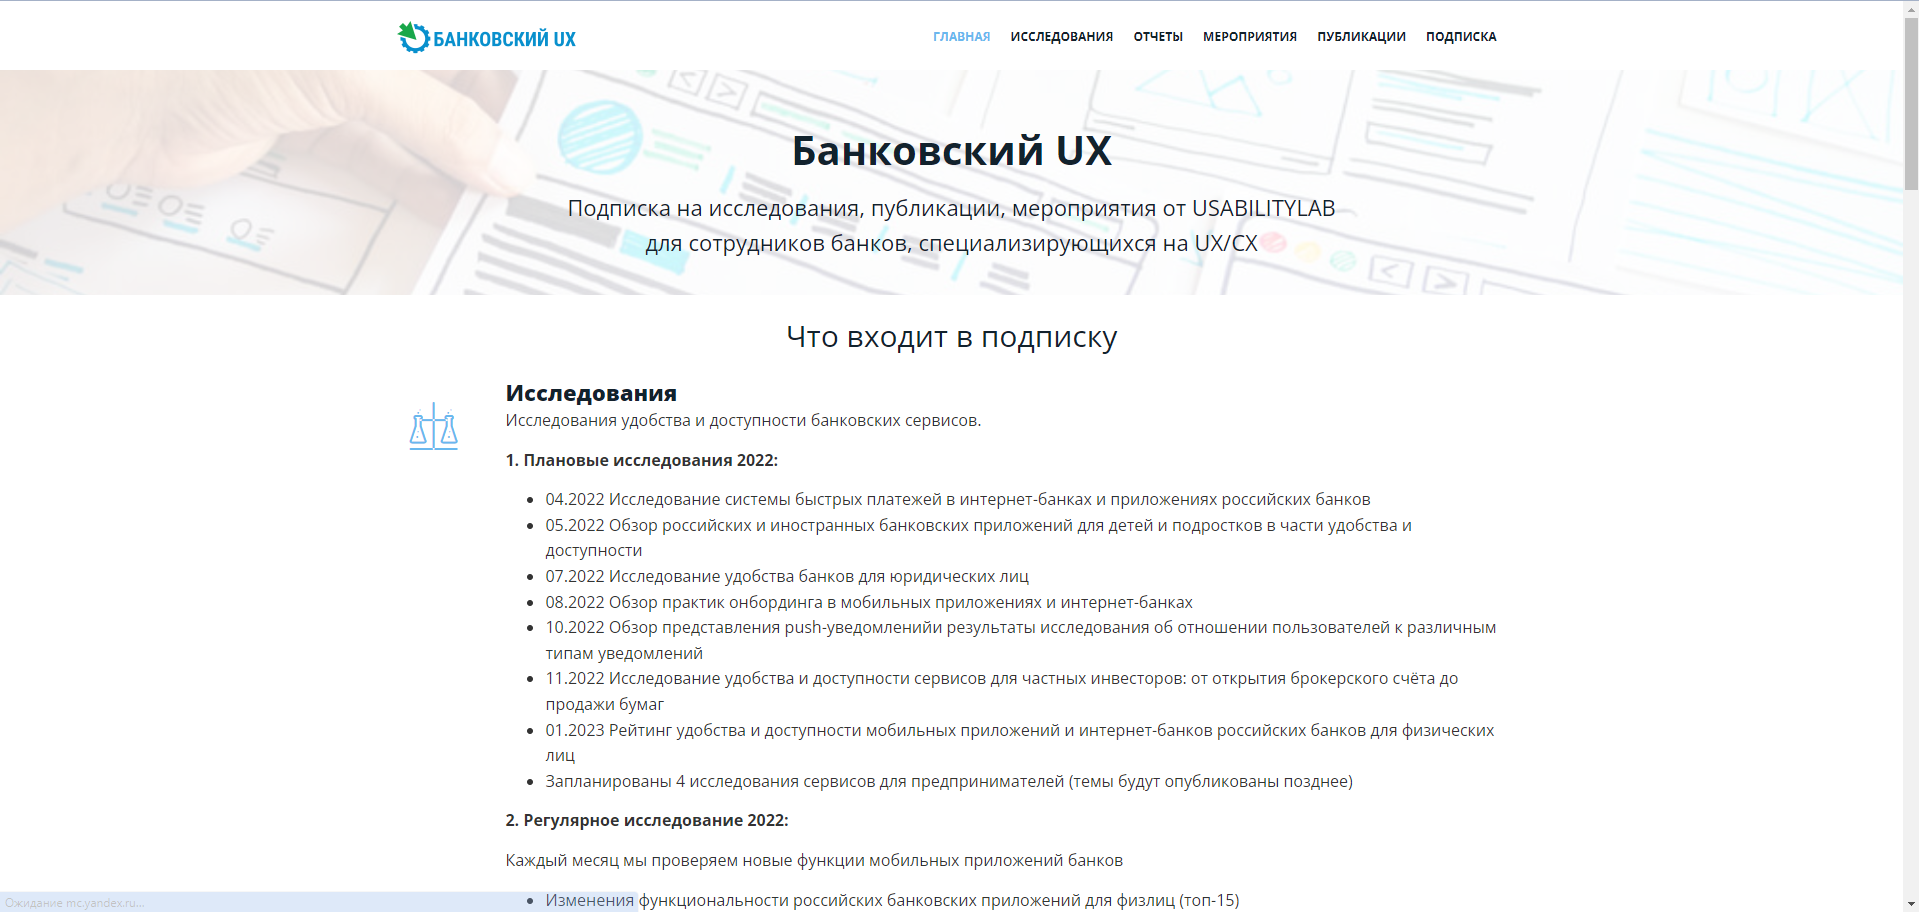 БАНКОВСКИЙ UX
ГЛАВНАЯ ИССЛЕДОВАНИЯ ОТЧЕТЫ МЕРОПРИЯТИЯ ПУБЛИКАЦИИ ПОДПИСКА
Банковский UX
Подписка на исследования, публикации, мероприятия от USABILITYLAB
для сотрудников банков, специализирующихся на UX/CX
Что входит в подписку
Исследования
Исследования удобства и доступности банковских сервисов.
1. Плановые исследования 2022:
04.2022 Исследование системы быстрых платежей в интернет-банках и приложениях российских банков
05.2022 Обзор российских и иностранных банковских приложений для детей и подростков в части удобства и
доступности
07.2022 Исследование удобства банков для юридических лиц
08.2022 Обзор практик онбординга в мобильных приложениях и интернет-банках
10.2022 Обзор представления push-уведомленийи результаты исследования об отношении пользователей к различным
типам уведомлений
11.2022 Исследование удобства и доступности сервисов для частных инвесторов: от открытия брокерского счёта до
продажи бумаг
01.2023 Рейтинг удобства и доступности мобильных приложений и интернет-банков российских банков для физических
лиц
Запланированы 4 исследования сервисов для предпринимателей (темы будут опубликованы позднее)
2. Регулярное исследование 2022:
Каждый месяц мы проверяем новые функции мобильных приложений банков
Изменения функциональности российских банковских приложений для физлиц (топ-15)
Ожидание mc.yandex.ru...